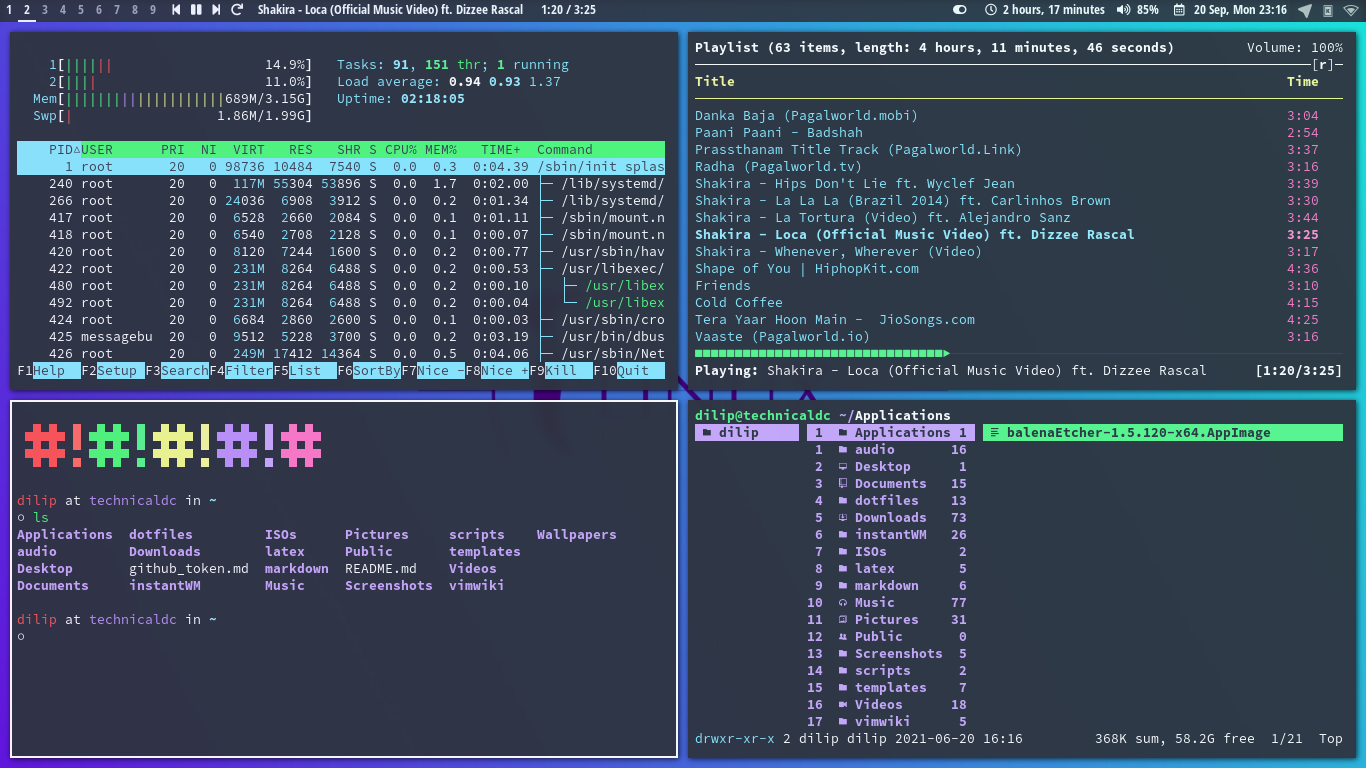 1 2 3 4 5 6 7 8 9 Shakira - Loca (Official Music Video) ft. Dizzee Rascal 1:20 / 3:25 2 hours, 17 minutes 85% 20 Sep, Mon 23:16
1[|||||| 14.9%] Tasks: 91, 151 thr; 1 running
2[|||| 11.0%] Load average: 0.94 0.93 1.37
Mem[||||||||||||||||||||689M/3.15G] Uptime: 02:18:05
Swp[| 1.86M/1.99G]
PID△USER PRI NI VIRT RES SHR S CPU% MEM% TIME+ Command
1 root 20 0 98736 10484 7540 S 0.0 0.3 0:04.39 /sbin/init splas
240 root 20 0 117M 55304 53896 S 0.0 1.7 0:02.00 ├─ /lib/systemd/
266 root 20 0 24036 6908 3912 S 0.0 0.2 0:01.34 ├─ /lib/systemd/
417 root 20 0 6528 2660 2084 S 0.0 0.1 0:01.11 ├─ /sbin/mount.n
418 root 20 0 6540 2708 2128 S 0.0 0.1 0:00.07 ├─ /sbin/mount.n
420 root 20 0 8120 7244 1600 S 0.0 0.2 0:00.77 ├─ /usr/sbin/hav
422 root 20 0 231M 8264 6488 S 0.0 0.2 0:00.53 ├─ /usr/libexec/
480 root 20 0 231M 8264 6488 S 0.0 0.2 0:00.10 │ ├─ /usr/libex
492 root 20 0 231M 8264 6488 S 0.0 0.2 0:00.04 │ └─ /usr/libex
424 root 20 0 6684 2860 2600 S 0.0 0.1 0:00.03 ├─ /usr/sbin/cro
425 messagebu 20 0 9512 5228 3700 S 0.0 0.2 0:03.19 ├─ /usr/bin/dbus
426 root 20 0 249M 17412 14364 S 0.0 0.5 0:04.06 ├─ /usr/sbin/Net
F1Help F2Setup F3SearchF4FilterF5List F6SortByF7Nice -F8Nice +F9Kill F10Quit
Playlist (63 items, length: 4 hours, 11 minutes, 46 seconds) Volume: 100%
[r]
Title Time
Danka Baja (Pagalworld.mobi) 3:04
Paani Paani - Badshah 2:54
Prassthanam Title Track (Pagalworld.Link) 3:37
Radha (Pagalworld.tv) 3:16
Shakira - Hips Don't Lie ft. Wyclef Jean 3:39
Shakira - La La La (Brazil 2014) ft. Carlinhos Brown 3:30
Shakira - La Tortura (Video) ft. Alejandro Sanz 3:44
Shakira - Loca (Official Music Video) ft. Dizzee Rascal 3:25
Shakira - Whenever, Wherever (Video) 3:17
Shape of You | HiphopKit.com 4:36
Friends 3:10
Cold Coffee 4:15
Tera Yaar Hoon Main - JioSongs.com 4:25
Vaaste (Pagalworld.io) 3:16
Playing: Shakira - Loca (Official Music Video) ft. Dizzee Rascal [1:20/3:25]
#!#!#!#!#
dilip at technicaldc in ~
○ ls
Applications dotfiles ISOs Pictures scripts Wallpapers
audio Downloads latex Public templates
Desktop github_token.md markdown README.md Videos
Documents instantWM Music Screenshots vimwiki
dilip at technicaldc in ~
○
dilip@technicaldc ~/Applications
dilip 1 Applications 1 balenaEtcher-1.5.120-x64.AppImage
1 audio 16
2 Desktop 1
3 Documents 15
4 dotfiles 13
5 Downloads 73
6 instantWM 26
7 ISOs 2
8 latex 5
9 markdown 6
10 Music 77
11 Pictures 31
12 Public 0
13 Screenshots 5
14 scripts 2
15 templates 7
16 Videos 18
17 vimwiki 5
drwxr-xr-x 2 dilip dilip 2021-06-20 16:16 368K sum, 58.2G free 1/21 Top